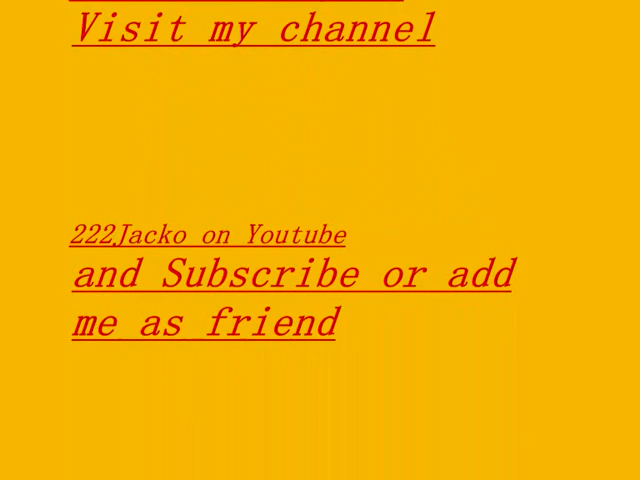 Visit my channel
222Jacko on Youtube
and Subscribe or add
me as friend